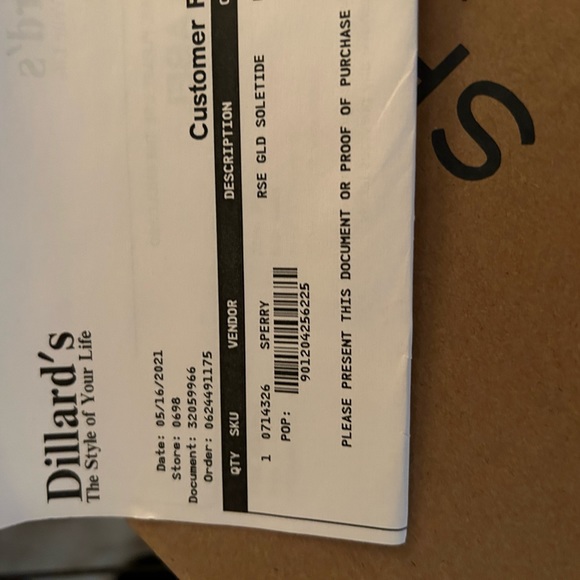 Dillard's
The Style of Your Life
Date: 05/16/2021
Store: 0698
Document: 32059966
Order: 0624491175
Customer
QTY SKU VENDOR DESCRIPTION
1 0714326 SPERRY RSE GLD SOLETIDE
POP:
901204256225
PLEASE PRESENT THIS DOCUMENT OR PROOF OF PURCHASE